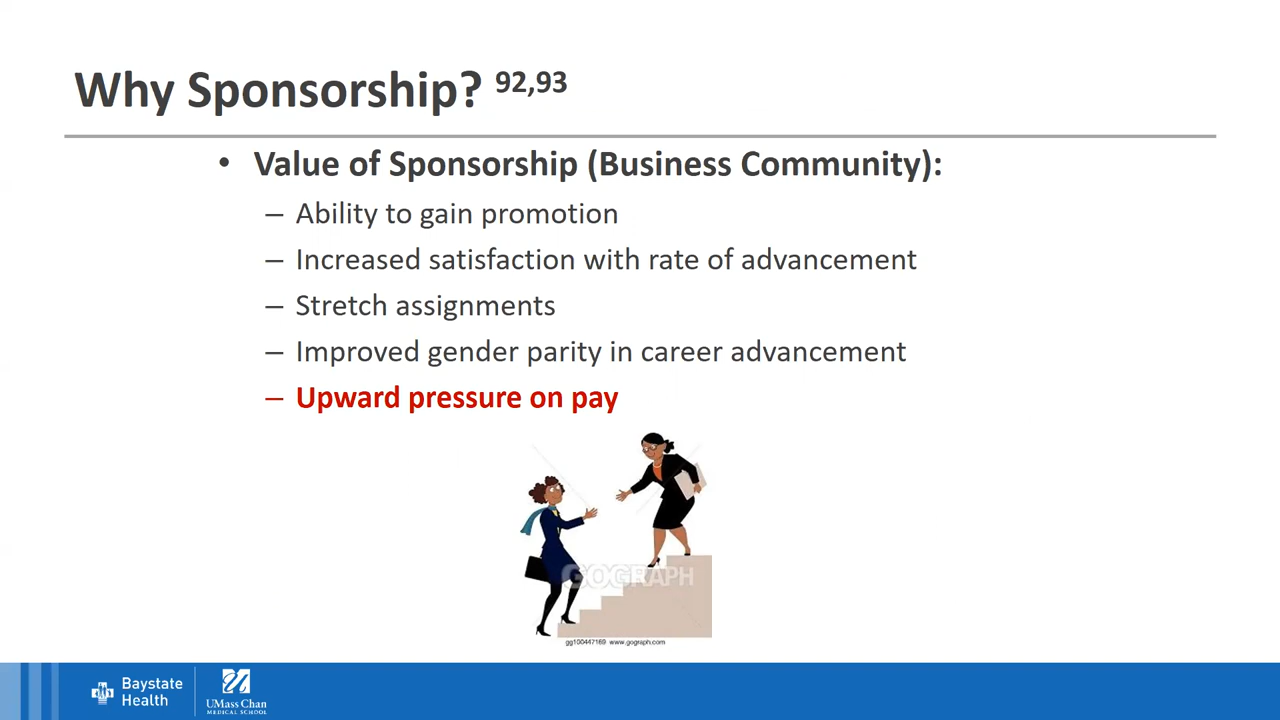 Why Sponsorship? 92,93
• Value of Sponsorship (Business Community):
– Ability to gain promotion
– Increased satisfaction with rate of advancement
– Stretch assignments
– Improved gender parity in career advancement
– Upward pressure on pay
GOGRAPH
gg100447169 www.gograph.com
Baystate
Health
UMass Chan
MEDICAL SCHOOL